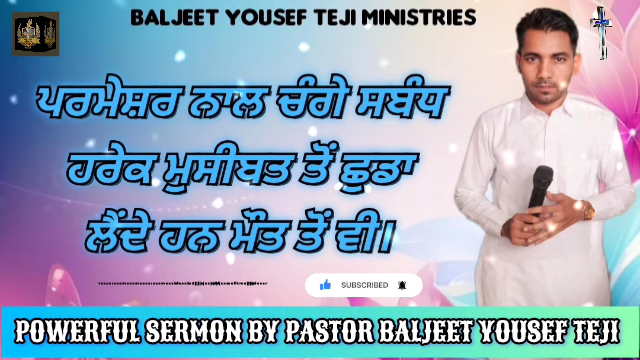 BALJEET YOUSEF TEJI MINISTRIES
ਪਰਮੇਸ਼ਰ ਨਾਲ ਚੰਗੇ ਸਬੰਧ
ਹਰੇਕ ਮੁਸੀਬਤ ਤੋਂ ਛੁਡਾ
ਲੈਂਦੇ ਹਨ ਮੌਤ ਤੋਂ ਵੀ।
SUBSCRIBED
POWERFUL SERMON BY PASTOR BALJEET YOUSEF TEJI